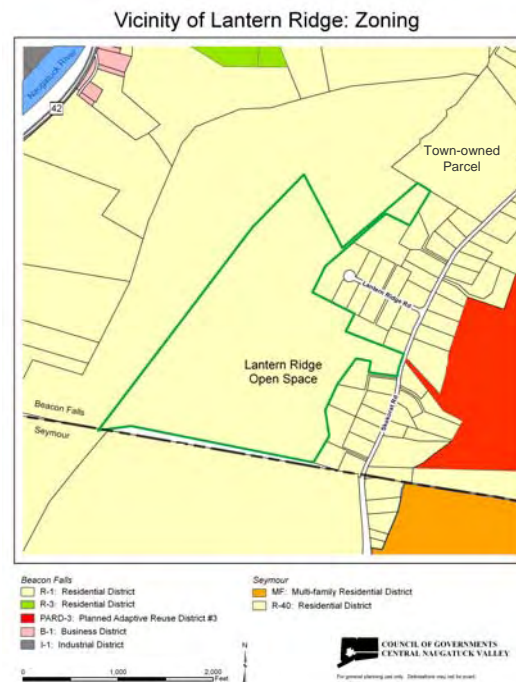 Vicinity of Lantern Ridge: Zoning
Naugatuck River
42
Town-owned
Parcel
Lantern Ridge Rd
Lantern Ridge
Open Space
Skokorat Rd
Beacon Falls
Seymour
Beacon Falls
R-1: Residential District
R-3: Residential District
PARD-3: Planned Adaptive Reuse District #3
B-1: Business District
I-1: Industrial District
Seymour
MF: Multi-family Residential District
R-40: Residential District
0 1,000 2,000
Feet
N
COUNCIL OF GOVERNMENTS
CENTRAL NAUGATUCK VALLEY
For general planning use only. Delineations may not be exact.